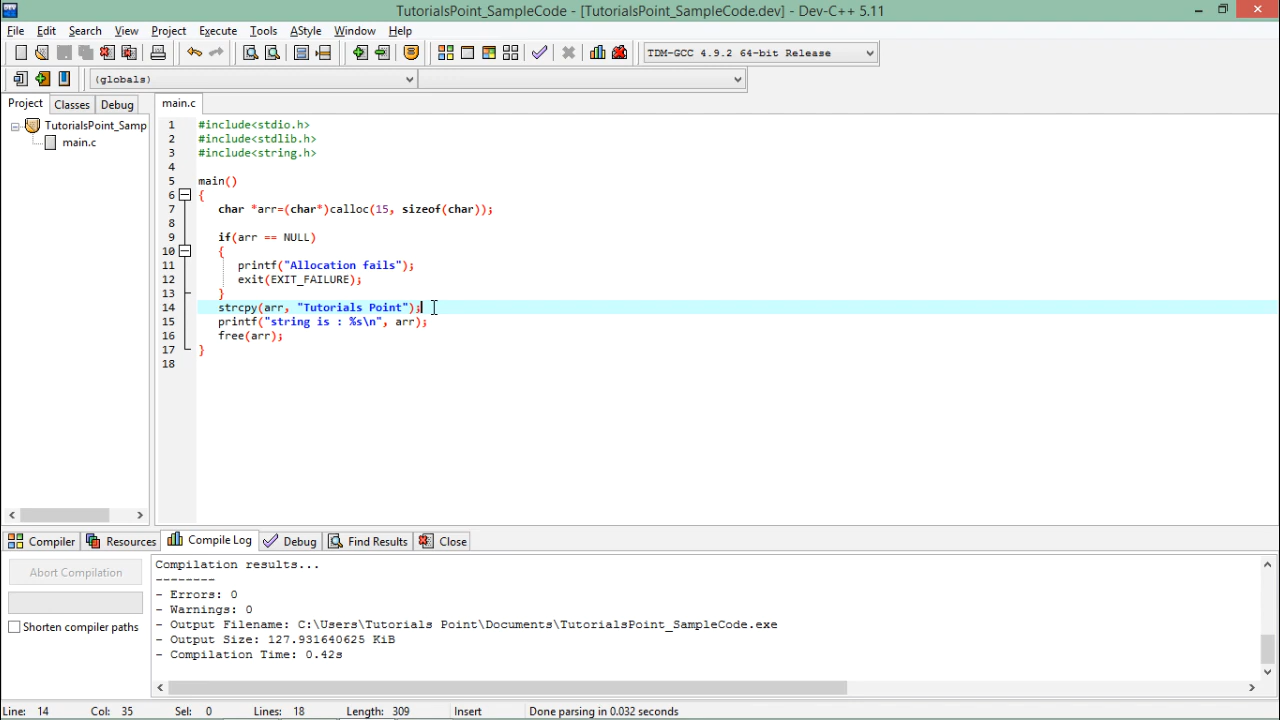 TutorialsPoint_SampleCode - [TutorialsPoint_SampleCode.dev] - Dev-C++ 5.11
File Edit Search View Project Execute Tools AStyle Window Help
TDM-GCC 4.9.2 64-bit Release
(globals)
Project Classes Debug
main.c
TutorialsPoint_Samp
main.c
1 #include<stdio.h>
2 #include<stdlib.h>
3 #include<string.h>
4
5 main()
6 {
7 char *arr=(char*)calloc(15, sizeof(char));
8
9 if(arr == NULL)
10 {
11 printf("Allocation fails");
12 exit(EXIT_FAILURE);
13 }
14 strcpy(arr, "Tutorials Point");
15 printf("string is : %s\n", arr);
16 free(arr);
17 }
18
Compiler Resources Compile Log Debug Find Results Close
Abort Compilation
Shorten compiler paths
Compilation results...
--------
- Errors: 0
- Warnings: 0
- Output Filename: C:\Users\Tutorials Point\Documents\TutorialsPoint_SampleCode.exe
- Output Size: 127.931640625 KiB
- Compilation Time: 0.42s
Line: 14 Col: 35 Sel: 0 Lines: 18 Length: 309 Insert Done parsing in 0.032 seconds